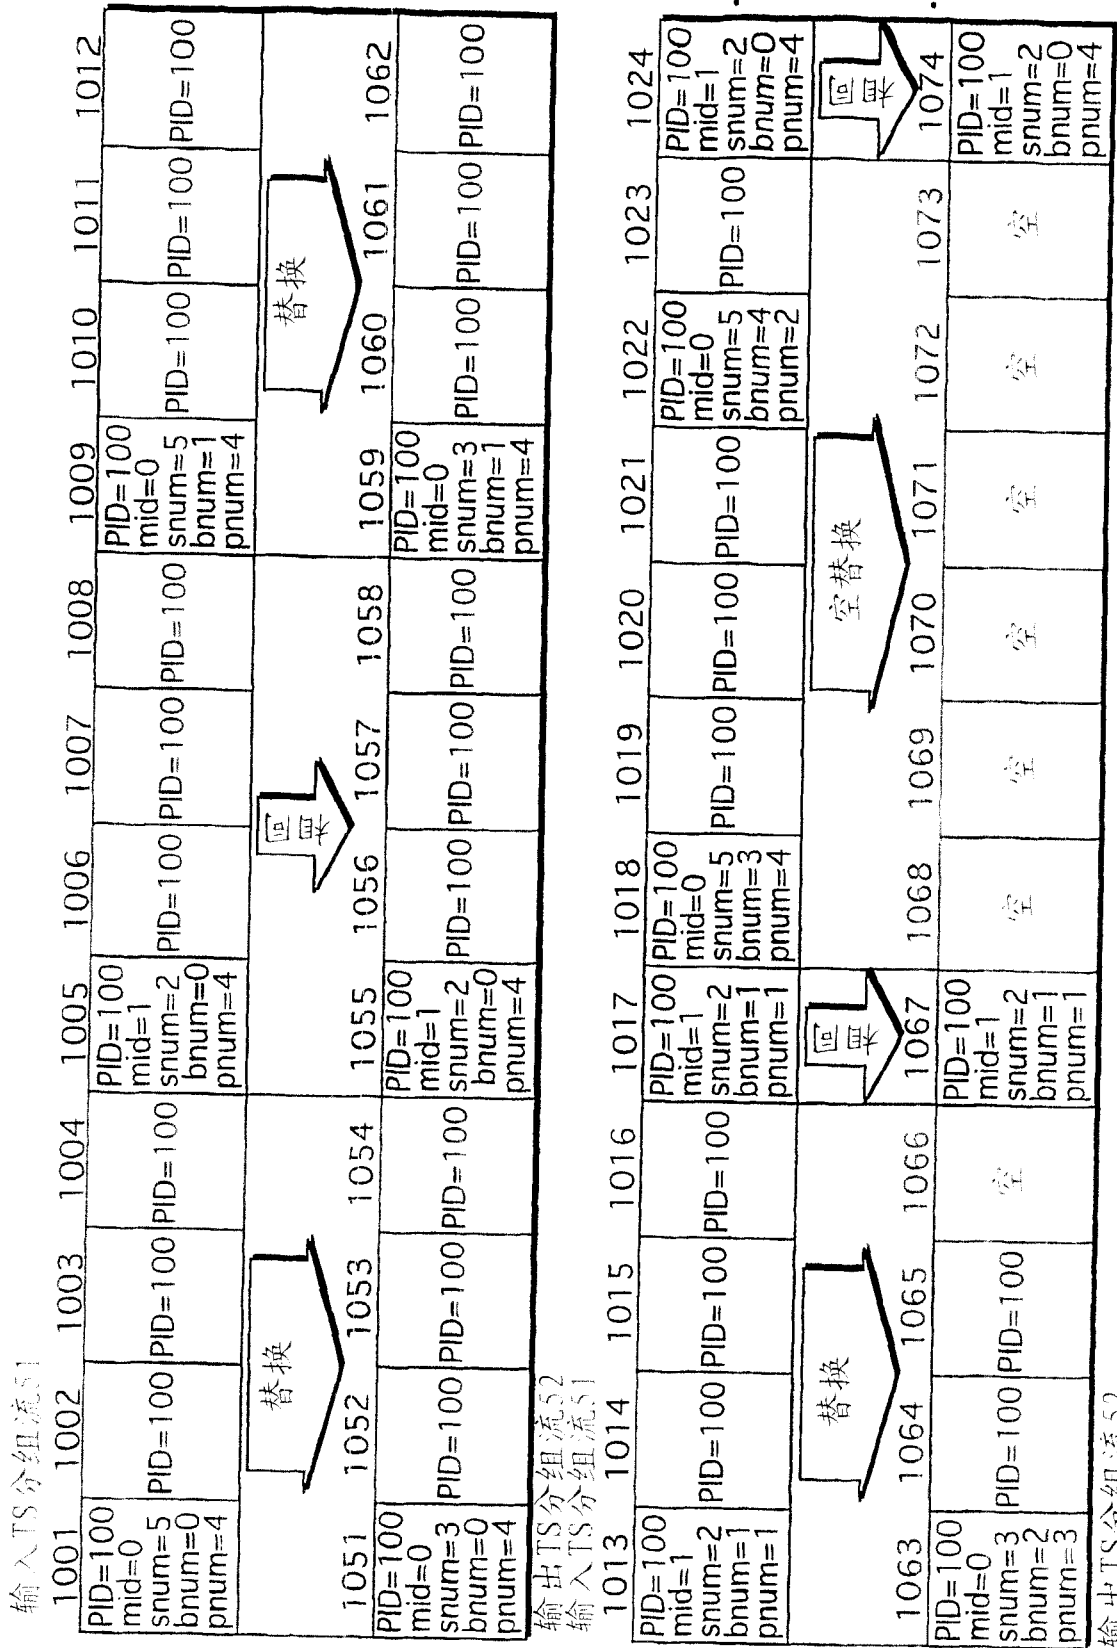 输入TS分组流51
1001 1002 1003 1004 1005 1006 1007 1008 1009 1010 1011 1012
PID=100
mid=0
snum=5
bnum=0
pnum=4
PID=100
PID=100
PID=100
PID=100
mid=1
snum=2
bnum=0
pnum=4
PID=100
PID=100
PID=100
PID=100
mid=0
snum=5
bnum=1
pnum=4
PID=100
PID=100
PID=100
替换
替换
1051 1052 1053 1054 1055 1056 1057 1058 1059 1060 1061 1062
PID=100
mid=0
snum=3
bnum=0
pnum=4
PID=100
PID=100
PID=100
PID=100
mid=1
snum=2
bnum=0
pnum=4
PID=100
PID=100
PID=100
PID=100
mid=0
snum=3
bnum=1
pnum=4
PID=100
PID=100
PID=100
输出TS分组流52
输入TS分组流51
1013 1014 1015 1016 1017 1018 1019 1020 1021 1022 1023 1024
PID=100
mid=1
snum=2
bnum=1
pnum=1
PID=100
PID=100
PID=100
PID=100
mid=1
snum=2
bnum=1
pnum=1
PID=100
mid=0
snum=5
bnum=3
pnum=4
PID=100
PID=100
PID=100
PID=100
mid=0
snum=5
bnum=4
pnum=2
PID=100
PID=100
mid=1
snum=2
bnum=0
pnum=4
替换
空替换
1063 1064 1065 1066 1067 1068 1069 1070 1071 1072 1073 1074
PID=100
mid=0
snum=3
bnum=2
pnum=3
PID=100
PID=100
空
PID=100
mid=1
snum=2
bnum=1
pnum=1
空
空
空
空
空
空
PID=100
mid=1
snum=2
bnum=0
pnum=4
输出TS分组流52